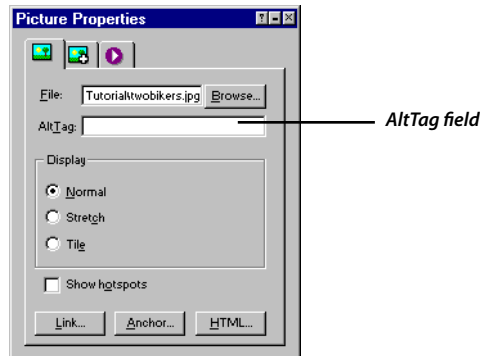 Picture Properties
File: Tutorial\twobikers.jpg Browse...
AltTag: AltTag field
Display
Normal
Stretch
Tile
Show hotspots
Link... Anchor... HTML...